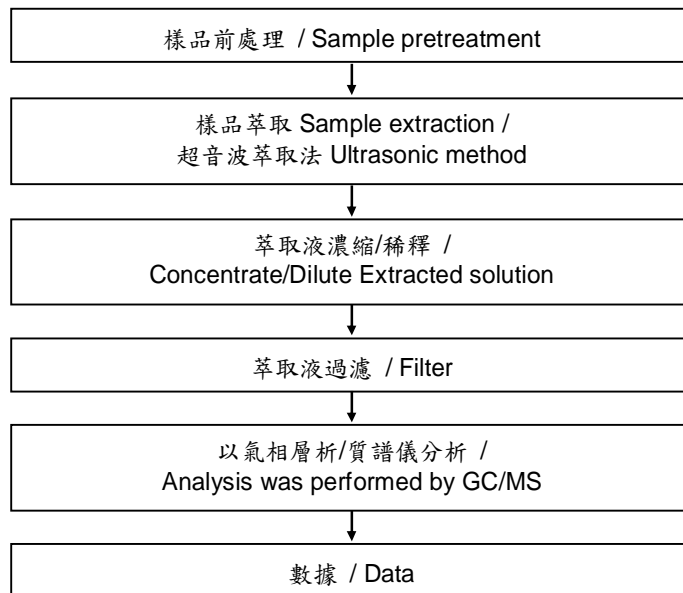 樣品前處理 / Sample pretreatment
樣品萃取 Sample extraction /
超音波萃取法 Ultrasonic method
萃取液濃縮/稀釋 /
Concentrate/Dilute Extracted solution
萃取液過濾 / Filter
以氣相層析/質譜儀分析 /
Analysis was performed by GC/MS
數據 / Data